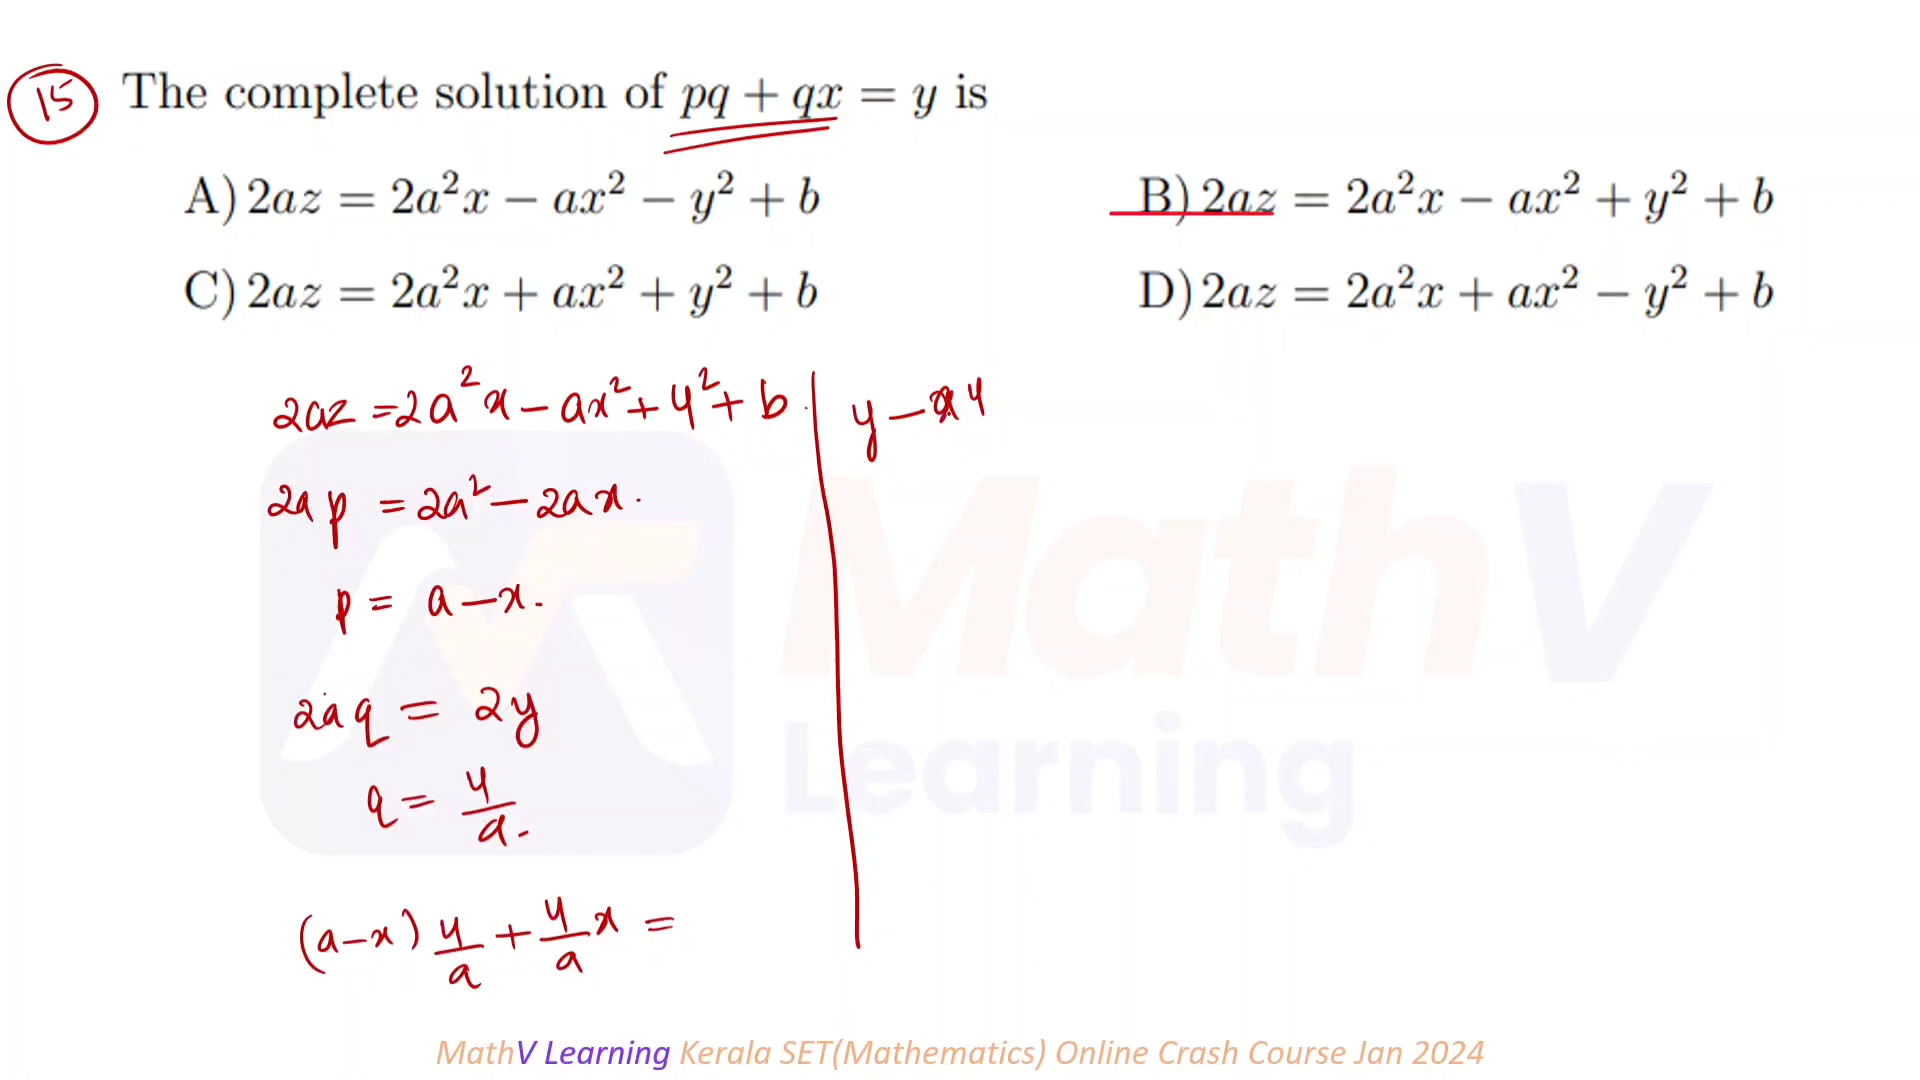 15 The complete solution of pq + qx = y is
A) 2az = 2a²x − ax² − y² + b
B) 2az = 2a²x − ax² + y² + b
C) 2az = 2a²x + ax² + y² + b
D) 2az = 2a²x + ax² − y² + b
2az = 2a²x − ax² + y² + b.
y −
2ap = 2a² − 2ax.
p = a − x.
2aq = 2y
q = y/a.
(a−x) y/a + y/a x =
MathV
Learning
MathV Learning Kerala SET(Mathematics) Online Crash Course Jan 2024